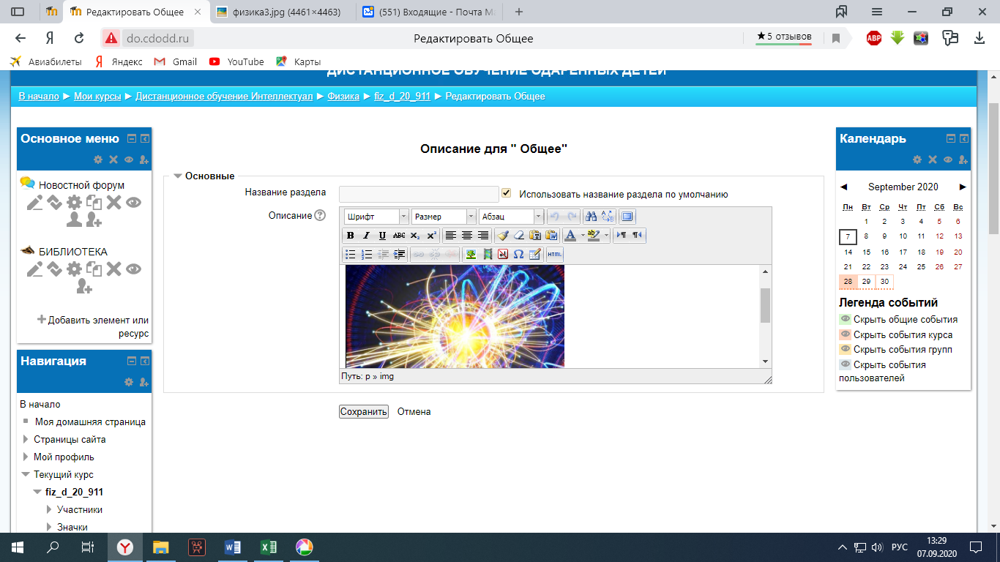 Редактировать Общее
физика3.jpg (4461×4463)
(551) Входящие - Почта Ma
do.cdodd.ru
Редактировать Общее
★5 отзывов
ABP
Авиабилеты Яндекс Gmail YouTube Карты
ДИСТАНЦИОННОЕ ОБУЧЕНИЕ ОДАРЕННЫХ ДЕТЕЙ
В начало ► Мои курсы ► Дистанционное обучение Интеллектуал ► Физика ► fiz_d_20_911 ► Редактировать Общее
Основное меню
Новостной форум
БИБЛИОТЕКА
Добавить элемент или
ресурс
Навигация
В начало
Моя домашняя страница
Страницы сайта
Мой профиль
Текущий курс
fiz_d_20_911
Участники
Значки
Описание для " Общее"
Основные
Название раздела
Использовать название раздела по умолчанию
Описание
Шрифт Размер Абзац
B I U ABC X₂ X²
HTML
Путь: p » img
Сохранить Отмена
Календарь
September 2020
Пн Вт Ср Чт Пт Сб Вс
1 2 3 4 5 6
7 8 9 10 11 12 13
14 15 16 17 18 19 20
21 22 23 24 25 26 27
28 29 30
Легенда событий
Скрыть общие события
Скрыть события курса
Скрыть события групп
Скрыть события
пользователей
РУС
13:29
07.09.2020